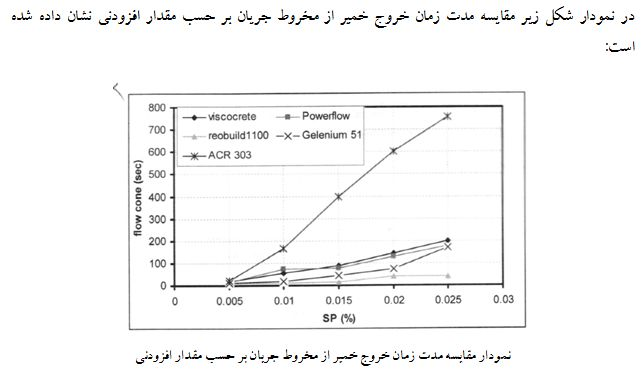 در نمودار شکل زیر مقایسه مدت زمان خروج خمیر از مخروط جریان بر حسب مقدار افزودنی نشان داده شده
است:
viscocrete Powerflow
reobuild1100 Gelenium 51
ACR 303
800
700
600
500
400
300
200
100
0
flow cone (sec)
0 0.005 0.01 0.015 0.02 0.025 0.03
SP (%)
نمودار مقایسه مدت زمان خروج خمیر از مخروط جریان بر حسب مقدار افزودنی